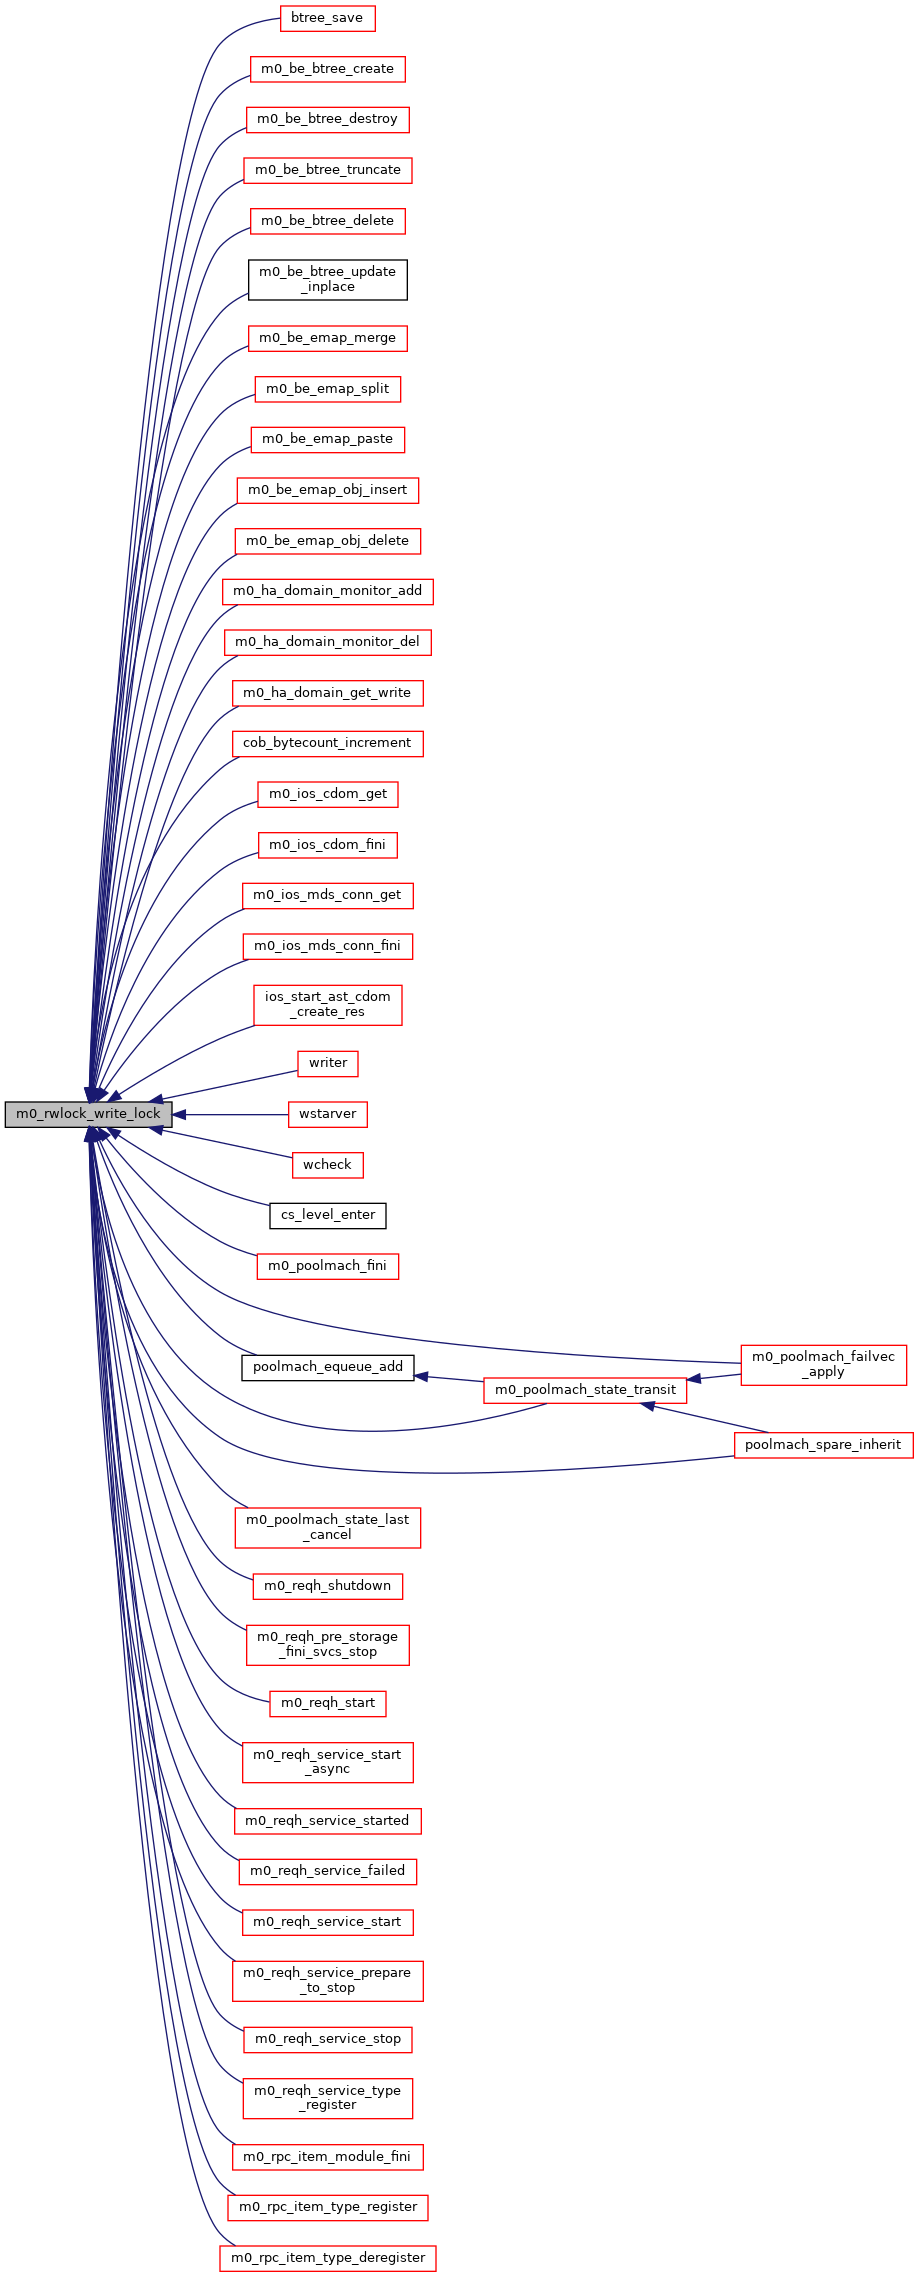 btree_save
m0_be_btree_create
m0_be_btree_destroy
m0_be_btree_truncate
m0_be_btree_delete
m0_be_btree_update
_inplace
m0_be_emap_merge
m0_be_emap_split
m0_be_emap_paste
m0_be_emap_obj_insert
m0_be_emap_obj_delete
m0_ha_domain_monitor_add
m0_ha_domain_monitor_del
m0_ha_domain_get_write
cob_bytecount_increment
m0_ios_cdom_get
m0_ios_cdom_fini
m0_ios_mds_conn_get
m0_ios_mds_conn_fini
ios_start_ast_cdom
_create_res
writer
m0_rwlock_write_lock
wstarver
wcheck
cs_level_enter
m0_poolmach_fini
poolmach_equeue_add
m0_poolmach_state_transit
m0_poolmach_failvec
_apply
poolmach_spare_inherit
m0_poolmach_state_last
_cancel
m0_reqh_shutdown
m0_reqh_pre_storage
_fini_svcs_stop
m0_reqh_start
m0_reqh_service_start
_async
m0_reqh_service_started
m0_reqh_service_failed
m0_reqh_service_start
m0_reqh_service_prepare
_to_stop
m0_reqh_service_stop
m0_reqh_service_type
_register
m0_rpc_item_module_fini
m0_rpc_item_type_register
m0_rpc_item_type_deregister